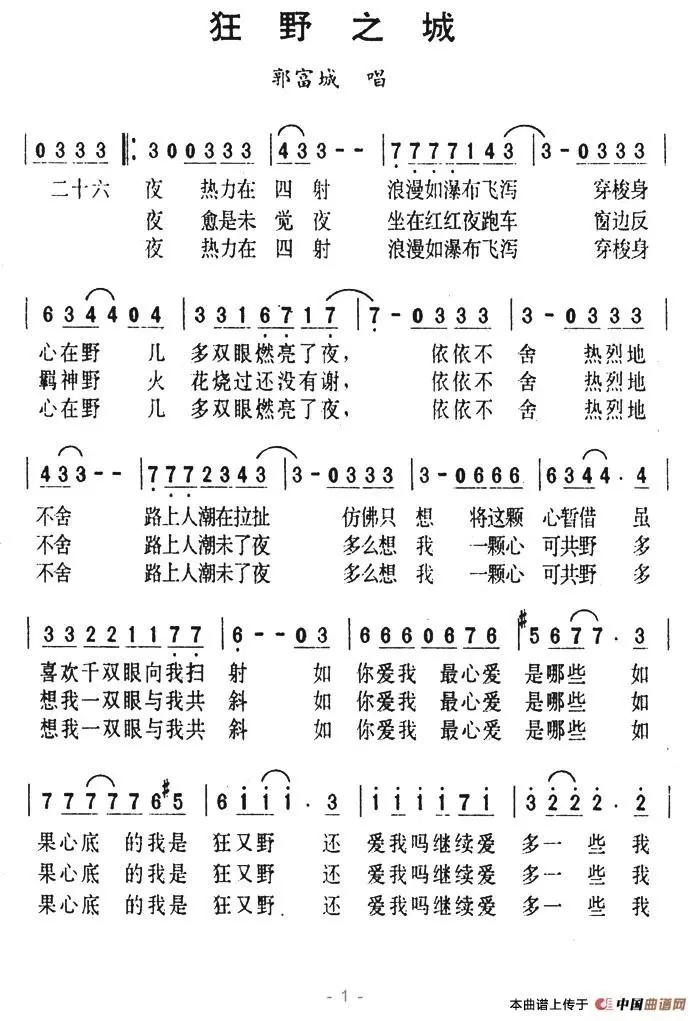 狂野之城
郭富城 唱
0333 30 0333 433-- 7777143 3-0333
二十六 夜 热力在 四 射 浪漫如瀑布飞泻 穿梭身
夜 愈是未 觉 夜 坐在红红夜跑车 窗边反
夜 热力在 四 射 浪漫如瀑布飞泻 穿梭身
63440 4 3316717 7-0333 3-0333
心在野 儿 多双眼燃亮了夜, 依依不 舍 热烈地
羁神野 火 花烧过还没有谢, 依依不 舍 热烈地
心在野 儿 多双眼燃亮了夜, 依依不 舍 热烈地
433-- 7772343 3-0333 3-0666 6344.4
不舍 路上人潮在拉扯 仿佛只 想 将这颗 心暂借 虽
不舍 路上人潮未了夜 多么想 我 一颗心 可共野 多
不舍 路上人潮未了夜 多么想 我 一颗心 可共野 多
33221177 6--03 6660676 #5677.3
喜欢千双眼向我扫 射 如 你爱我 最心爱 是哪些 如
想我一双眼与我共 斜 如 你爱我 最心爱 是哪些 如
想我一双眼与我共 斜 如 你爱我 最心爱 是哪些 如
7777776#5 6111.3 111171 3222.2
果心底 的我是 狂又野 还 爱我吗继续爱 多一些 我
果心底 的我是 狂又野 还 爱我吗继续爱 多一些 我
果心底 的我是 狂又野 还 爱我吗继续爱 多一些 我
- 1 -
本曲谱上传于 中国曲谱网